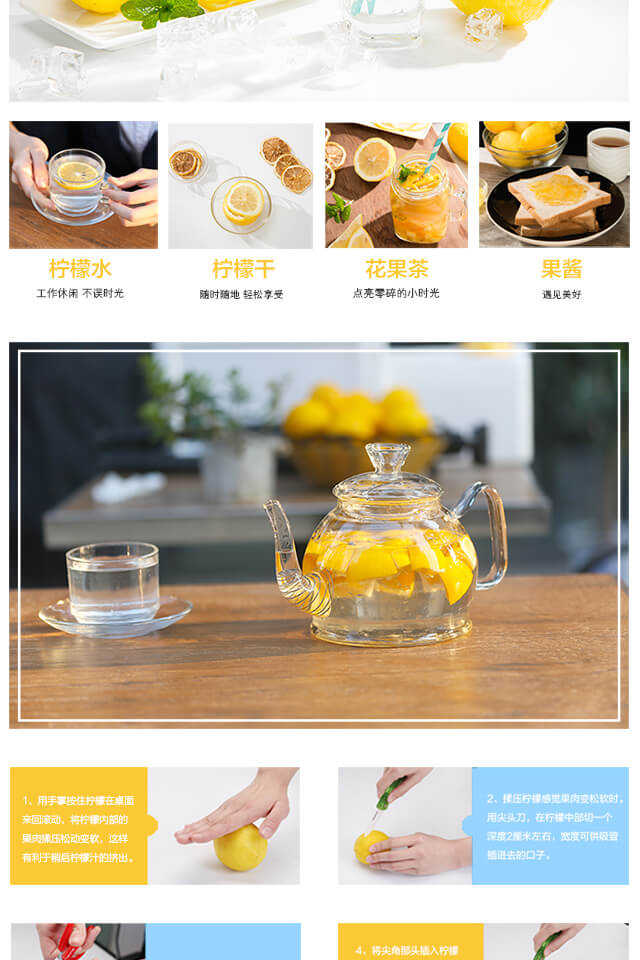 柠檬水
工作休闲 不误时光
柠檬干
随时随地 轻松享受
花果茶
点亮零碎的小时光
果酱
遇见美好
1、用手掌按住柠檬在桌面
来回滚动、将柠檬内部的
果肉揉压松动变软，这样
有利于稍后柠檬汁的挤出。
2、揉压柠檬感觉果肉变松软时，
用尖头刀，在柠檬中部切一个
深度2厘米左右，宽度可供吸管
插进去的口子。
4、将尖角部头插入柠檬